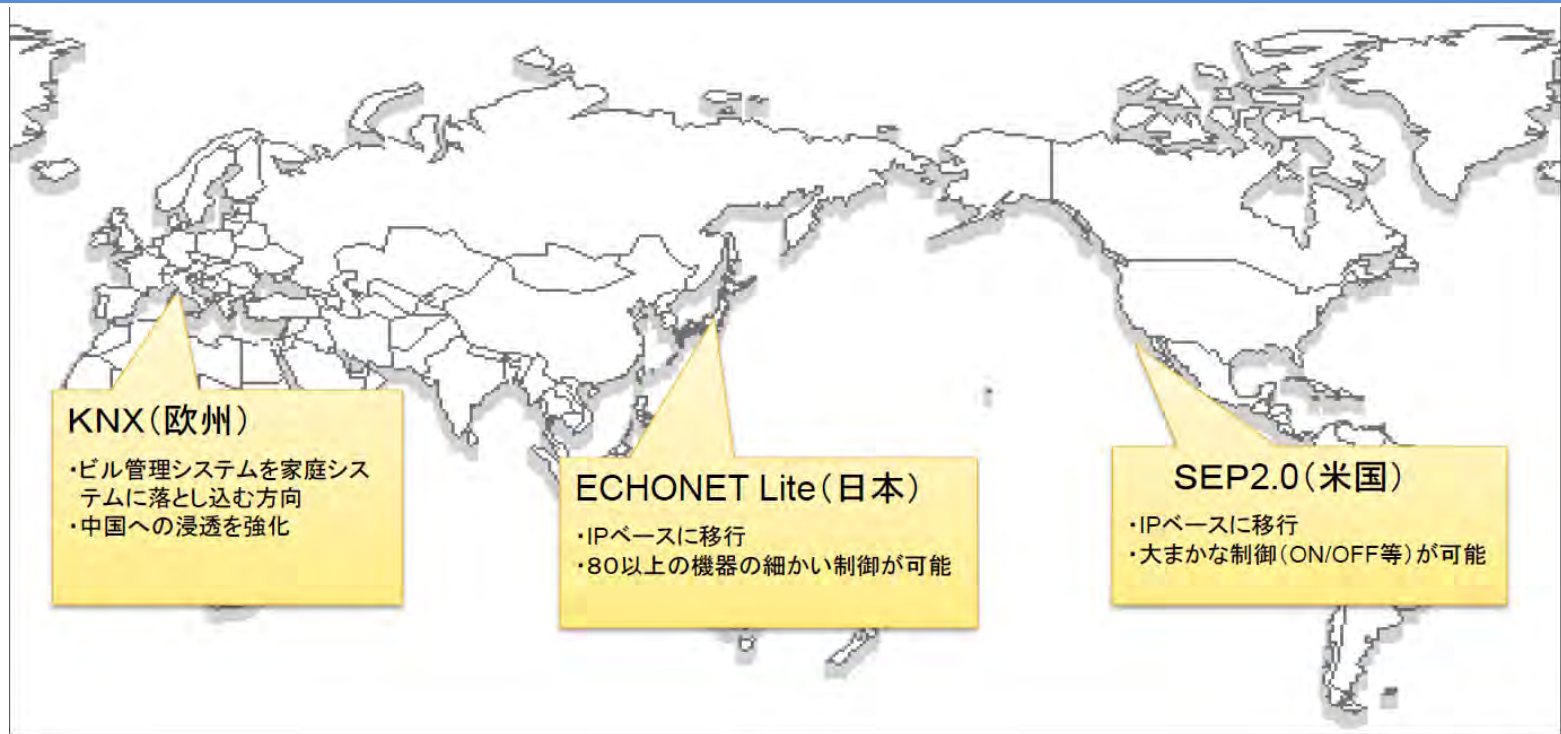 KNX（欧州）
・ビル管理システムを家庭シス
テムに落とし込む方向
・中国への浸透を強化
ECHONET Lite（日本）
・IPベースに移行
・８０以上の機器の細かい制御が可能
SEP2.0（米国）
・IPベースに移行
・大まかな制御（ON/OFF等）が可能